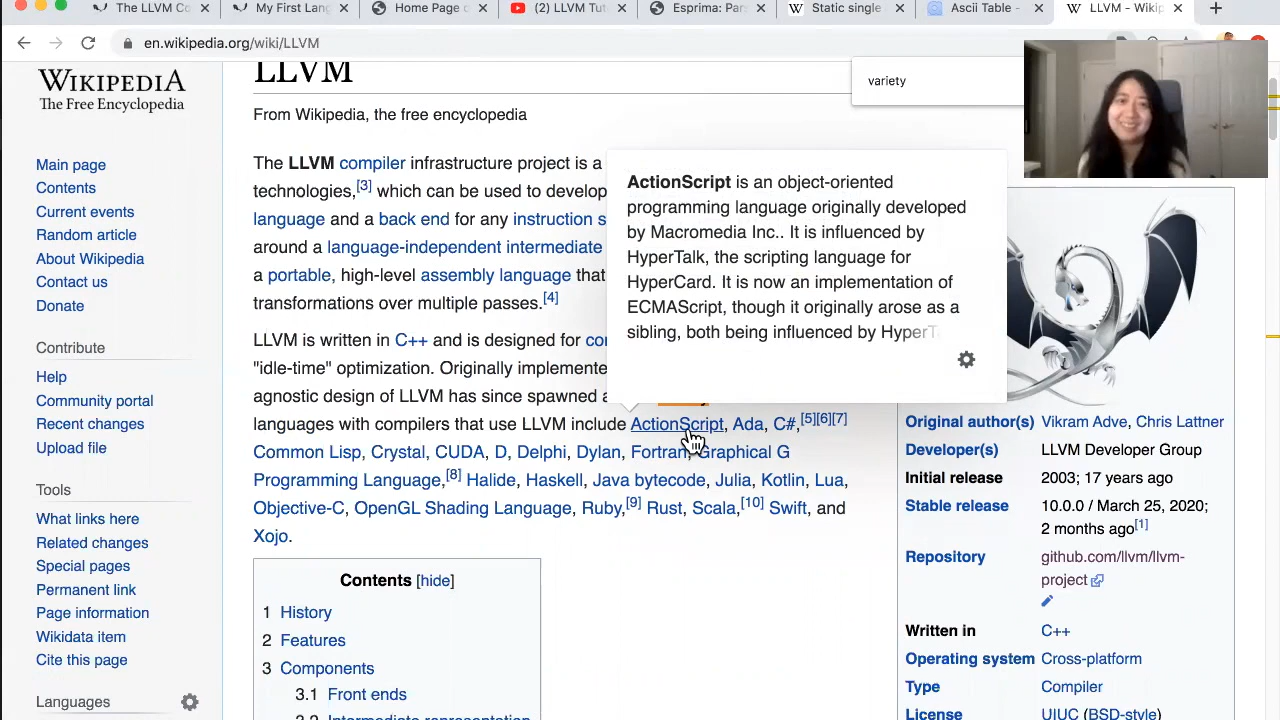 The LLVM Co
My First Lang
Home Page o
(2) LLVM Tut
Esprima: Pars
Static single
Ascii Table -
LLVM - Wikip
en.wikipedia.org/wiki/LLVM
variety
WIKIPEDIA
The Free Encyclopedia
Main page
Contents
Current events
Random article
About Wikipedia
Contact us
Donate
Contribute
Help
Community portal
Recent changes
Upload file
Tools
What links here
Related changes
Special pages
Permanent link
Page information
Wikidata item
Cite this page
Languages
LLVM
From Wikipedia, the free encyclopedia
The LLVM compiler infrastructure project is a
technologies,[3] which can be used to develop
language and a back end for any instruction s
around a language-independent intermediate
a portable, high-level assembly language that
transformations over multiple passes.[4]
LLVM is written in C++ and is designed for co
"idle-time" optimization. Originally implemente
agnostic design of LLVM has since spawned a
languages with compilers that use LLVM include ActionScript, Ada, C#,[5][6][7]
Common Lisp, Crystal, CUDA, D, Delphi, Dylan, Fortran, Graphical G
Programming Language,[8] Halide, Haskell, Java bytecode, Julia, Kotlin, Lua,
Objective-C, OpenGL Shading Language, Ruby,[9] Rust, Scala,[10] Swift, and
Xojo.
ActionScript is an object-oriented
programming language originally developed
by Macromedia Inc.. It is influenced by
HyperTalk, the scripting language for
HyperCard. It is now an implementation of
ECMAScript, though it originally arose as a
sibling, both being influenced by HyperT
Contents [hide]
1 History
2 Features
3 Components
3.1 Front ends
3.2 Intermediate representation
Original author(s) Vikram Adve, Chris Lattner
Developer(s) LLVM Developer Group
Initial release 2003; 17 years ago
Stable release 10.0.0 / March 25, 2020;
2 months ago[1]
Repository github.com/llvm/llvm-
project
Written in C++
Operating system Cross-platform
Type Compiler
License UIUC (BSD-style)